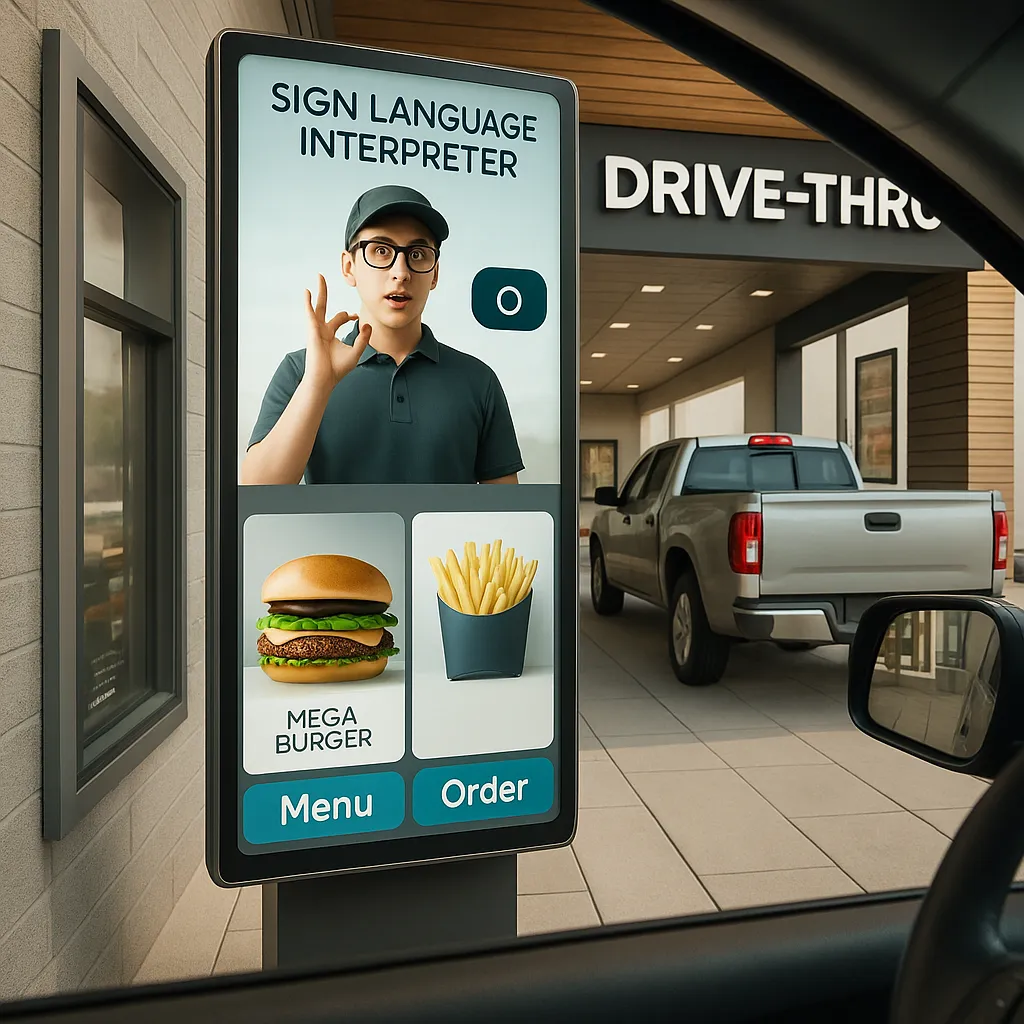 SIGN LANGUAGE
INTERPRETER
O
DRIVE-THRU
MEGA
BURGER
Menu
Order